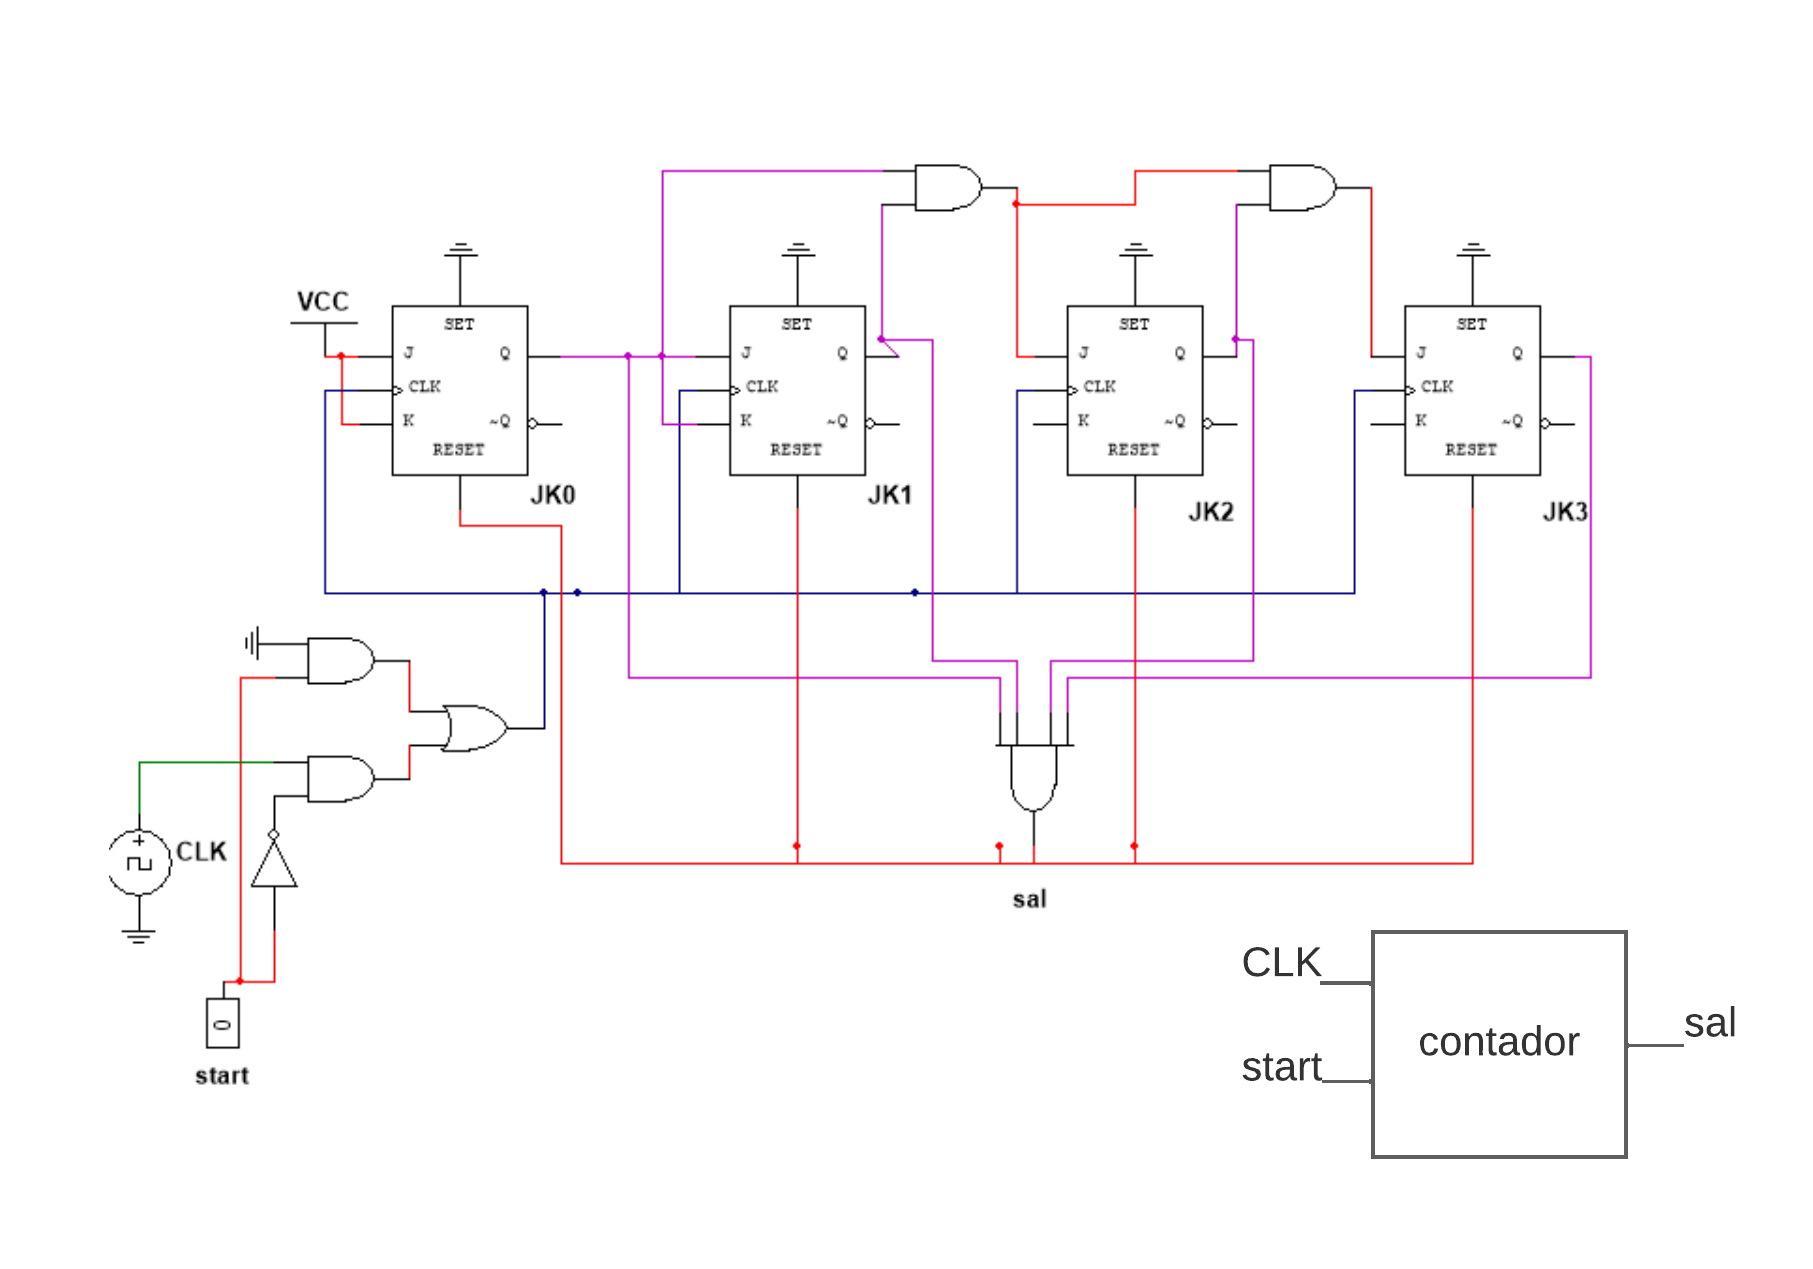 VCC
SET
J Q
CLK
K ~Q
RESET
JK0
SET
J Q
CLK
K ~Q
RESET
JK1
SET
J Q
CLK
K ~Q
RESET
JK2
SET
J Q
CLK
K ~Q
RESET
JK3
+
CLK
0
start
sal
CLK
start
contador
sal